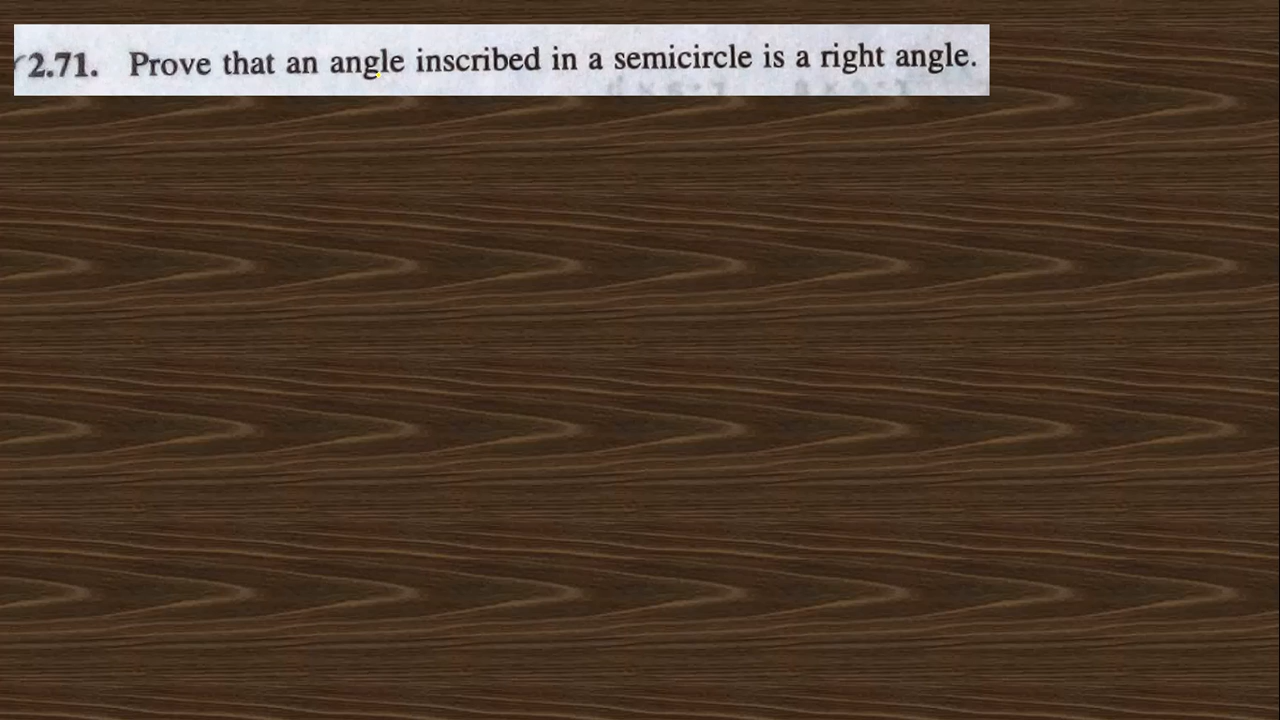 2.71. Prove that an angle inscribed in a semicircle is a right angle.